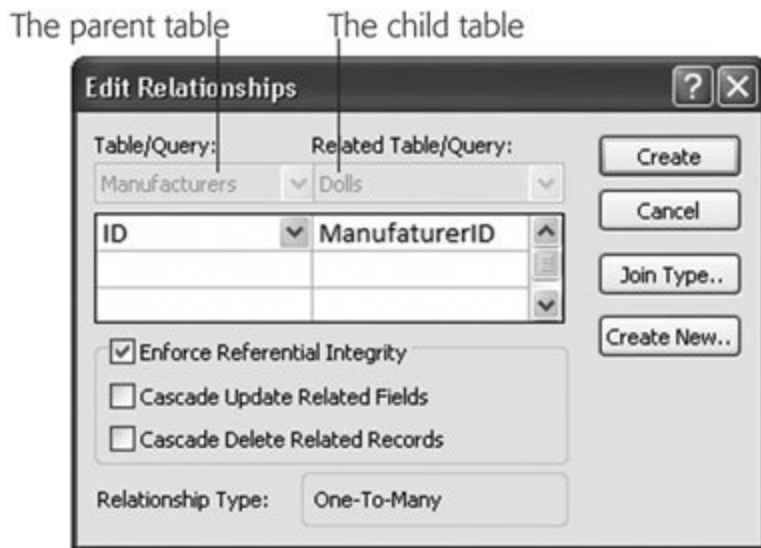 The parent table The child table
Edit Relationships
Table/Query: Related Table/Query:
Manufacturers Dolls
ID ManufaturerID
Enforce Referential Integrity
Cascade Update Related Fields
Cascade Delete Related Records
Relationship Type: One-To-Many
Create
Cancel
Join Type..
Create New..